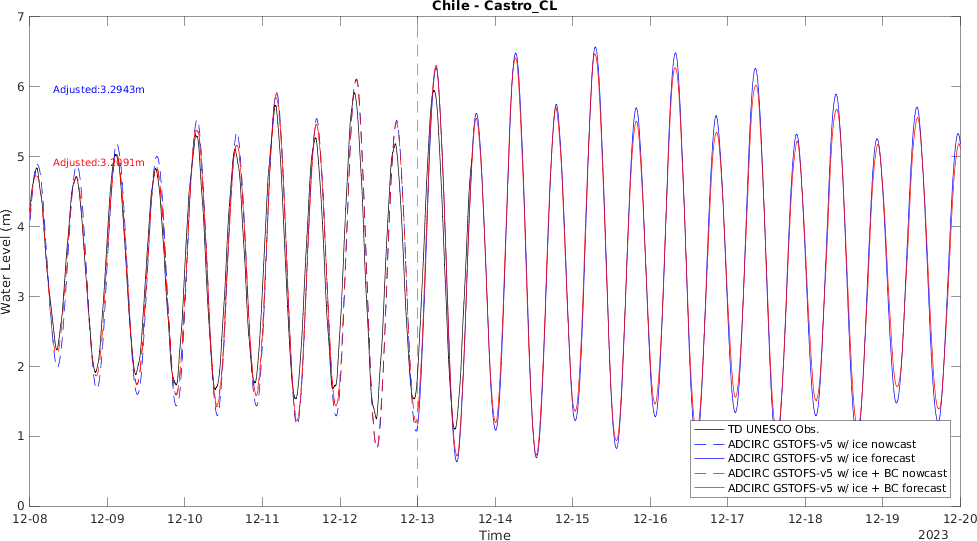 Chile - Castro_CL
7
6
5
4
3
2
1
0
Water Level (m)
Adjusted:3.2943m
TD UNESCO Obs.
ADCIRC GSTOFS-v5 w/ ice nowcast
ADCIRC GSTOFS-v5 w/ ice forecast
ADCIRC GSTOFS-v5 w/ ice + BC nowcast
ADCIRC GSTOFS-v5 w/ ice + BC forecast
12-08 12-09 12-10 12-11 12-12 12-13 12-14 12-15 12-16 12-17 12-18 12-19 12-20
Time
2023